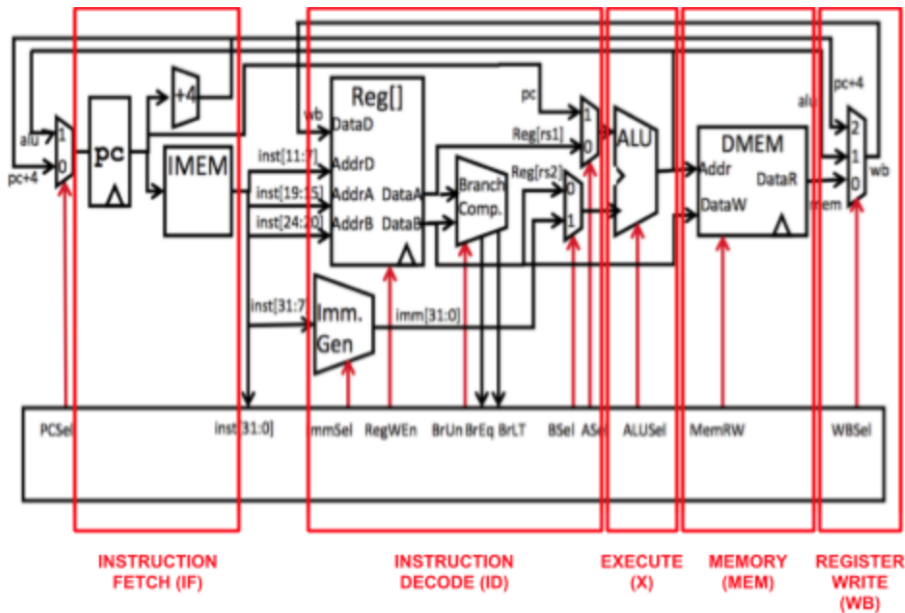 alu
1
pc+4
0
pc
+4
IMEM
wb
inst[11:7]
inst[19:15]
inst[24:20]
inst[31:7]
Reg[]
DataD
AddrD
AddrA
DataA
AddrB
DataB
Branch
Comp.
Imm.
Gen
imm[31:0]
pc
Reg[rs1]
Reg[rs2]
1
0
0
1
ALU
DMEM
Addr
DataR
DataW
pc+4
alu
mem
2
1
0
wb
PCSel
inst[31:0]
ImmSel
RegWEn
BrUn
BrEq
BrLT
BSel
ASel
ALUSel
MemRW
WBSel
INSTRUCTION
FETCH (IF)
INSTRUCTION
DECODE (ID)
EXECUTE
(X)
MEMORY
(MEM)
REGISTER
WRITE
(WB)